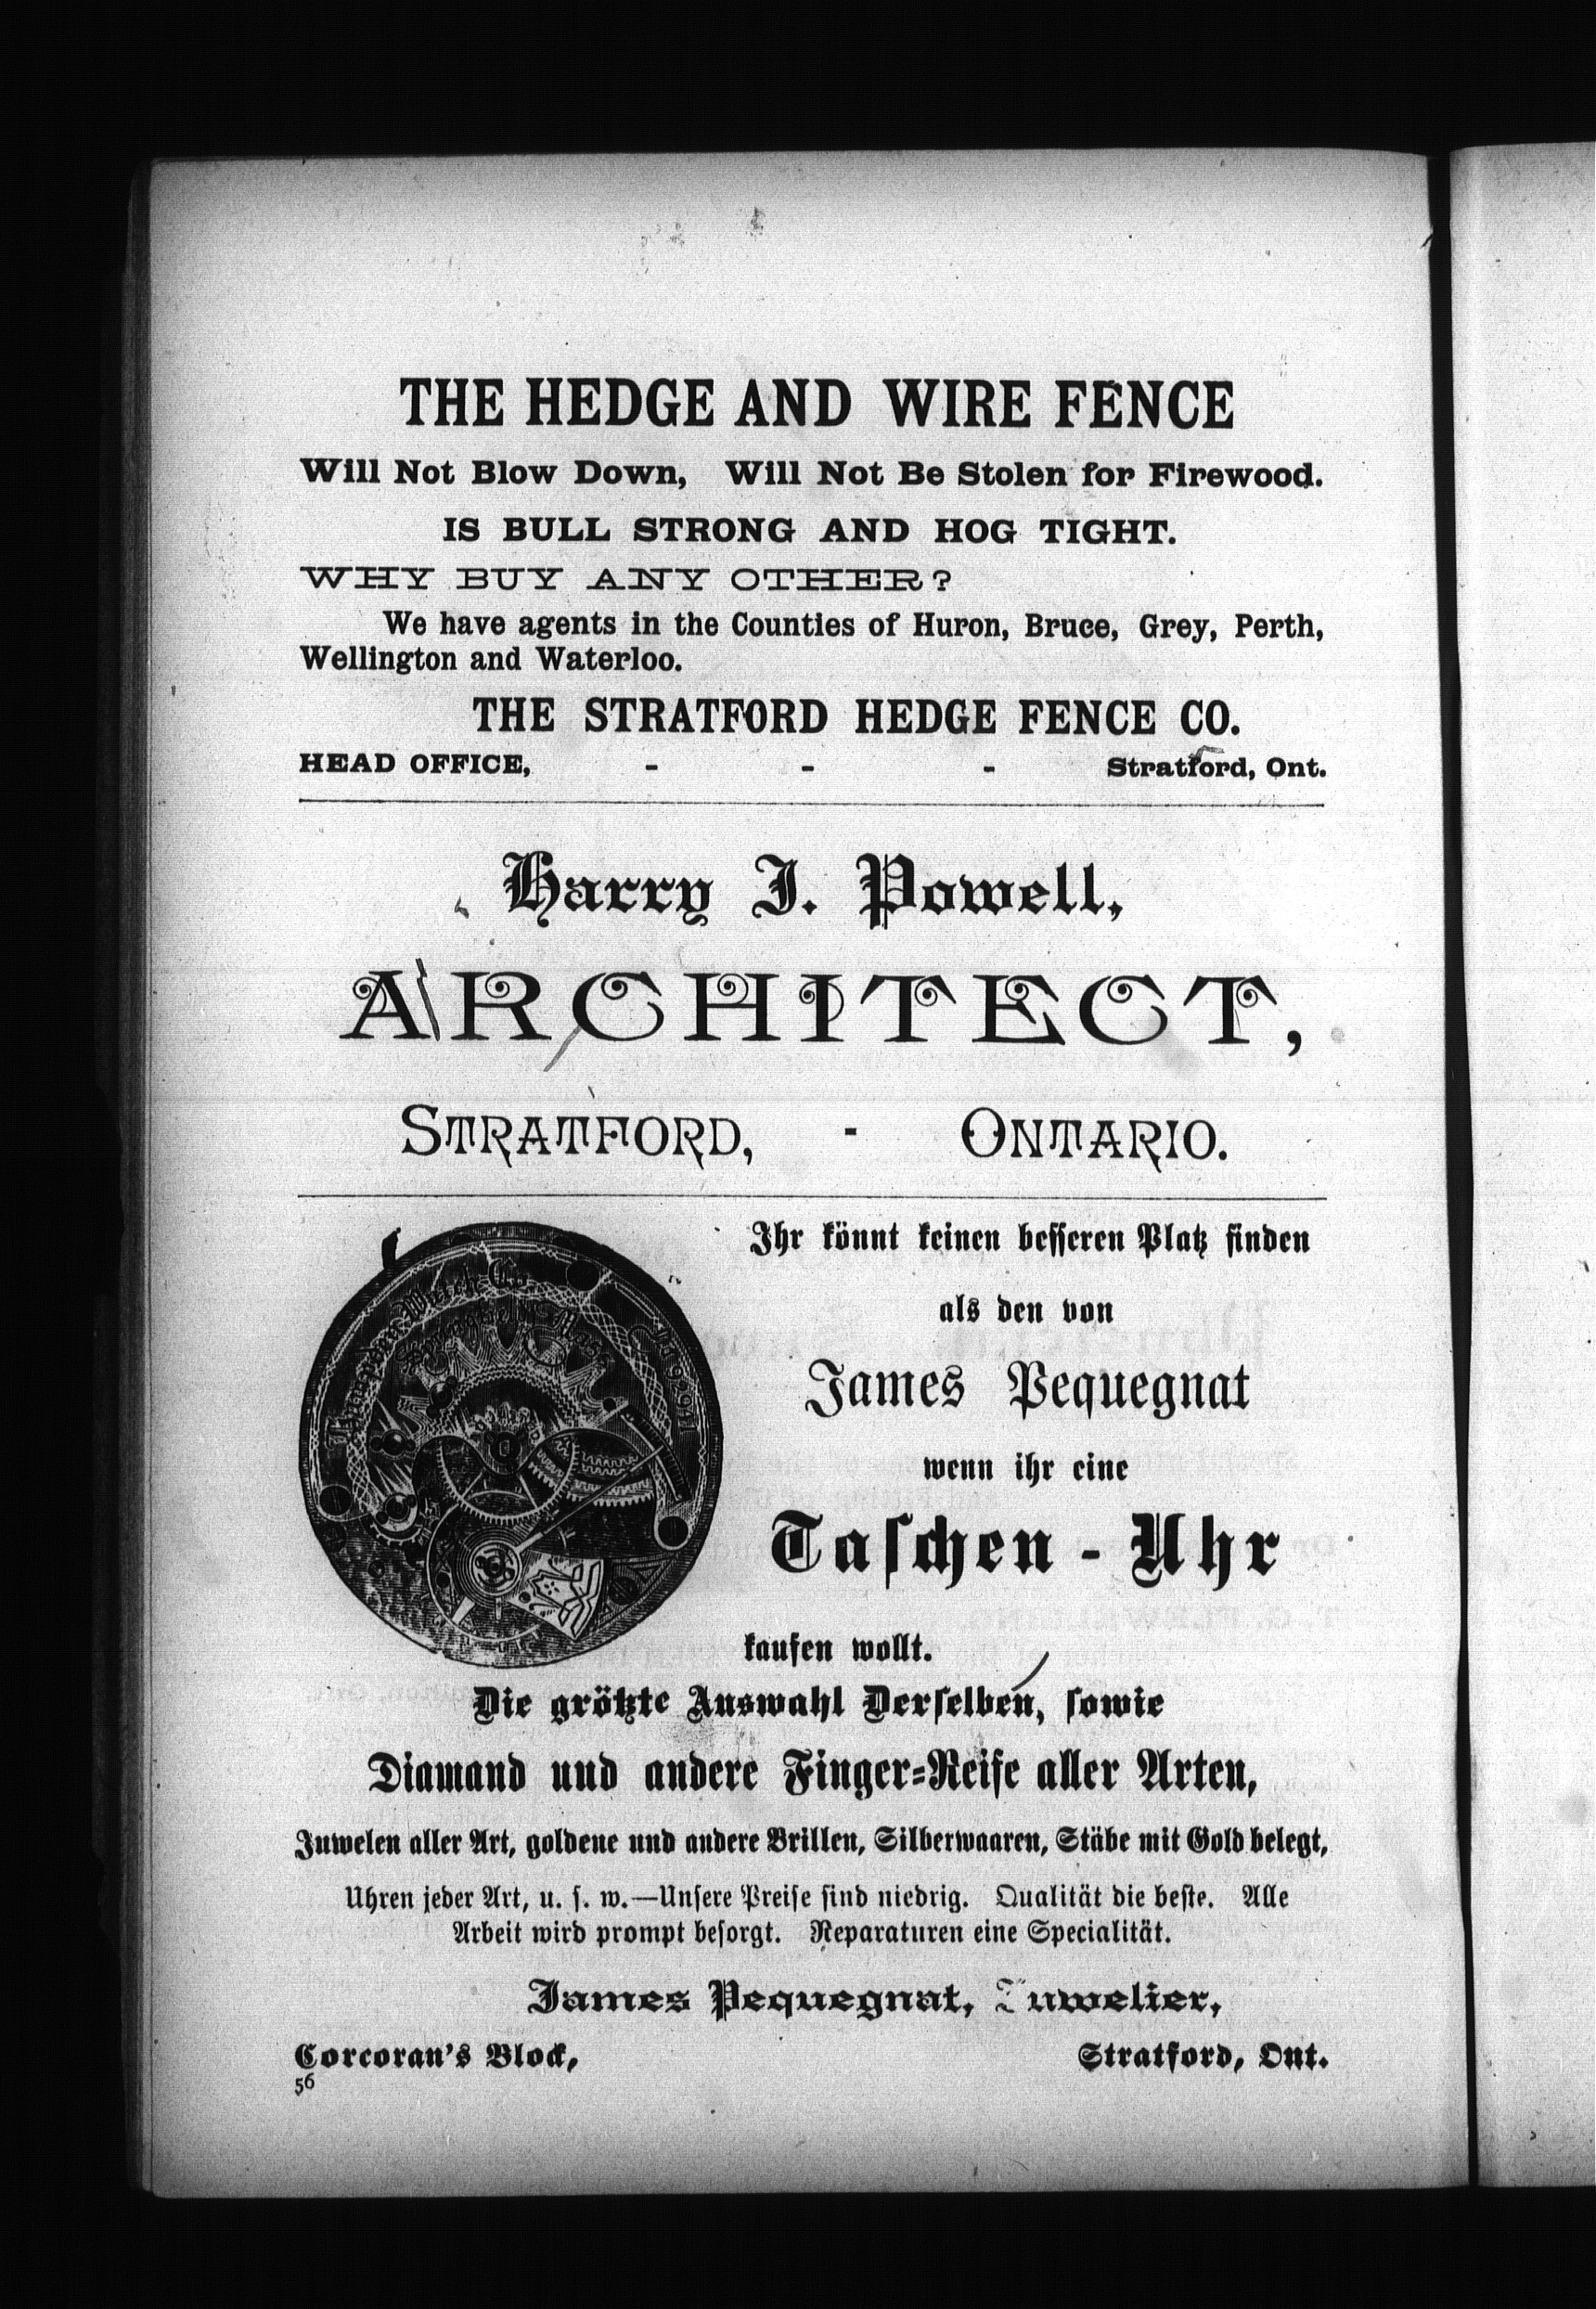 THE HEDGE AND WIRE FENCE
Will Not Blow Down, Will Not Be Stolen for Firewood.
IS BULL STRONG AND HOG TIGHT.
WHY BUY ANY OTHER?
We have agents in the Counties of Huron, Bruce, Grey, Perth,
Wellington and Waterloo.
THE STRATFORD HEDGE FENCE CO.
HEAD OFFICE, - - - Stratford, Ont.
Harry J. Powell,
ARCHITECT,
STRATFORD, - ONTARIO.
Hampden Watch Co.
Springfield Mass
Ihr könnt keinen besseren Platz finden
als den von
James Pequegnat
wenn ihr eine
Taschen - Uhr
kaufen wollt.
Die größte Auswahl Derselben, sowie
Diamand und andere Finger-Reife aller Arten,
Juwelen aller Art, goldene und andere Brillen, Silberwaaren, Stäbe mit Gold belegt,
Uhren jeder Art, u. s. w.—Unsere Preise sind niedrig. Qualität die beste. Alle
Arbeit wird prompt besorgt. Reparaturen eine Specialität.
James Pequegnat, Juwelier,
Corcoran's Block, Stratford, Ont.
56